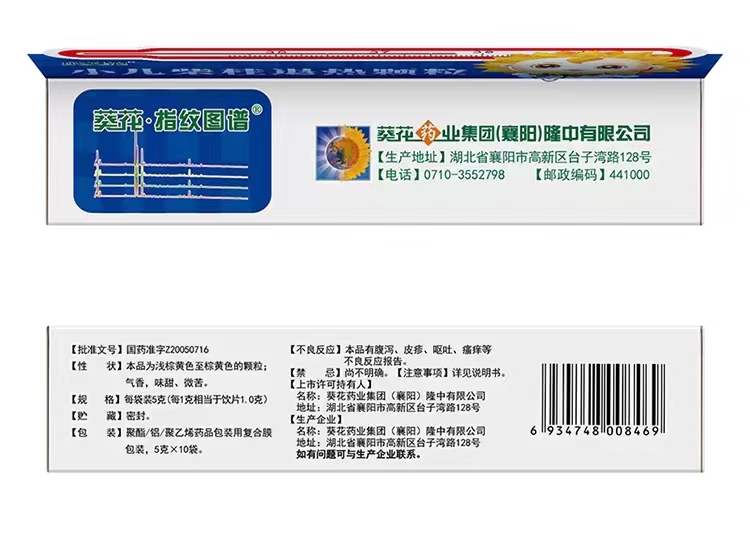 小儿柴桂退热颗粒
葵花·指纹图谱®
葵花药业集团(襄阳)隆中有限公司
【生产地址】湖北省襄阳市高新区台子湾路128号
【电话】0710-3552798 【邮政编码】441000
【批准文号】国药准字Z20050716
【性 状】本品为浅棕黄色至棕黄色的颗粒;
气香,味甜、微苦。
【规 格】每袋装5克(每1克相当于饮片1.0克)
【贮 藏】密封。
【包 装】聚酯/铝/聚乙烯药品包装用复合膜
包装,5克×10袋。
【不良反应】本品有腹泻、皮疹、呕吐、瘙痒等
不良反应报告。
【禁 忌】尚不明确。【注意事项】详见说明书。
【上市许可持有人】
名称:葵花药业集团(襄阳)隆中有限公司
地址:湖北省襄阳市高新区台子湾路128号
【生产企业】
名称:葵花药业集团(襄阳)隆中有限公司
地址:湖北省襄阳市高新区台子湾路128号
如有问题可与生产企业联系。
6 934748 008469